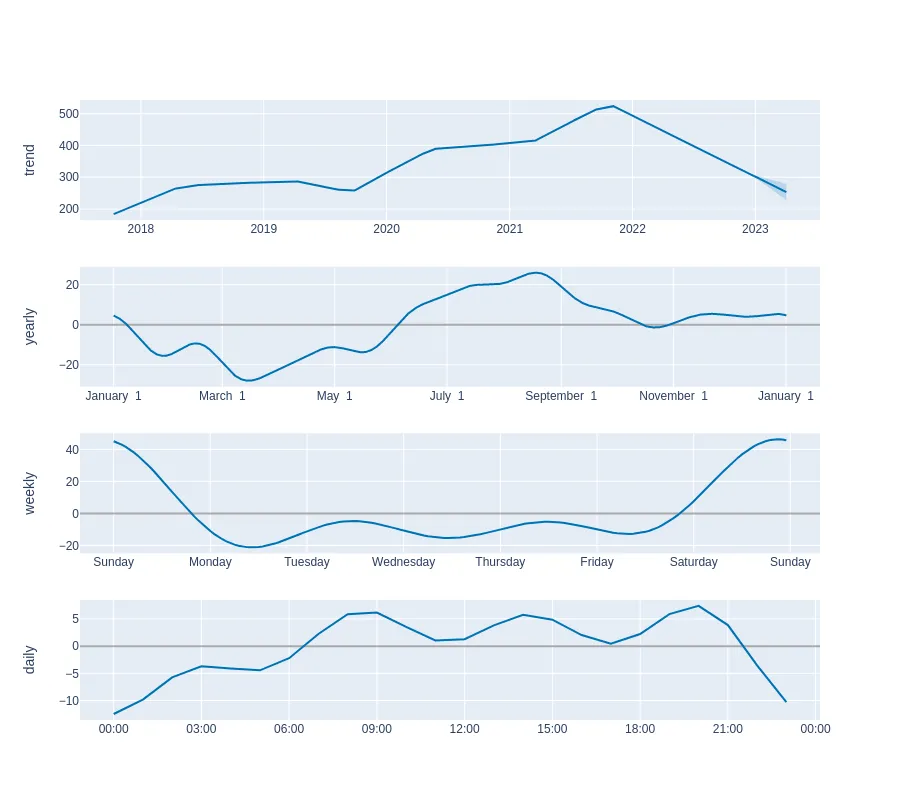 trend
500
400
300
200
2018 2019 2020 2021 2022 2023
yearly
20
0
−20
January 1 March 1 May 1 July 1 September 1 November 1 January 1
weekly
40
20
0
−20
Sunday Monday Tuesday Wednesday Thursday Friday Saturday Sunday
daily
5
0
−5
−10
00:00 03:00 06:00 09:00 12:00 15:00 18:00 21:00 00:00